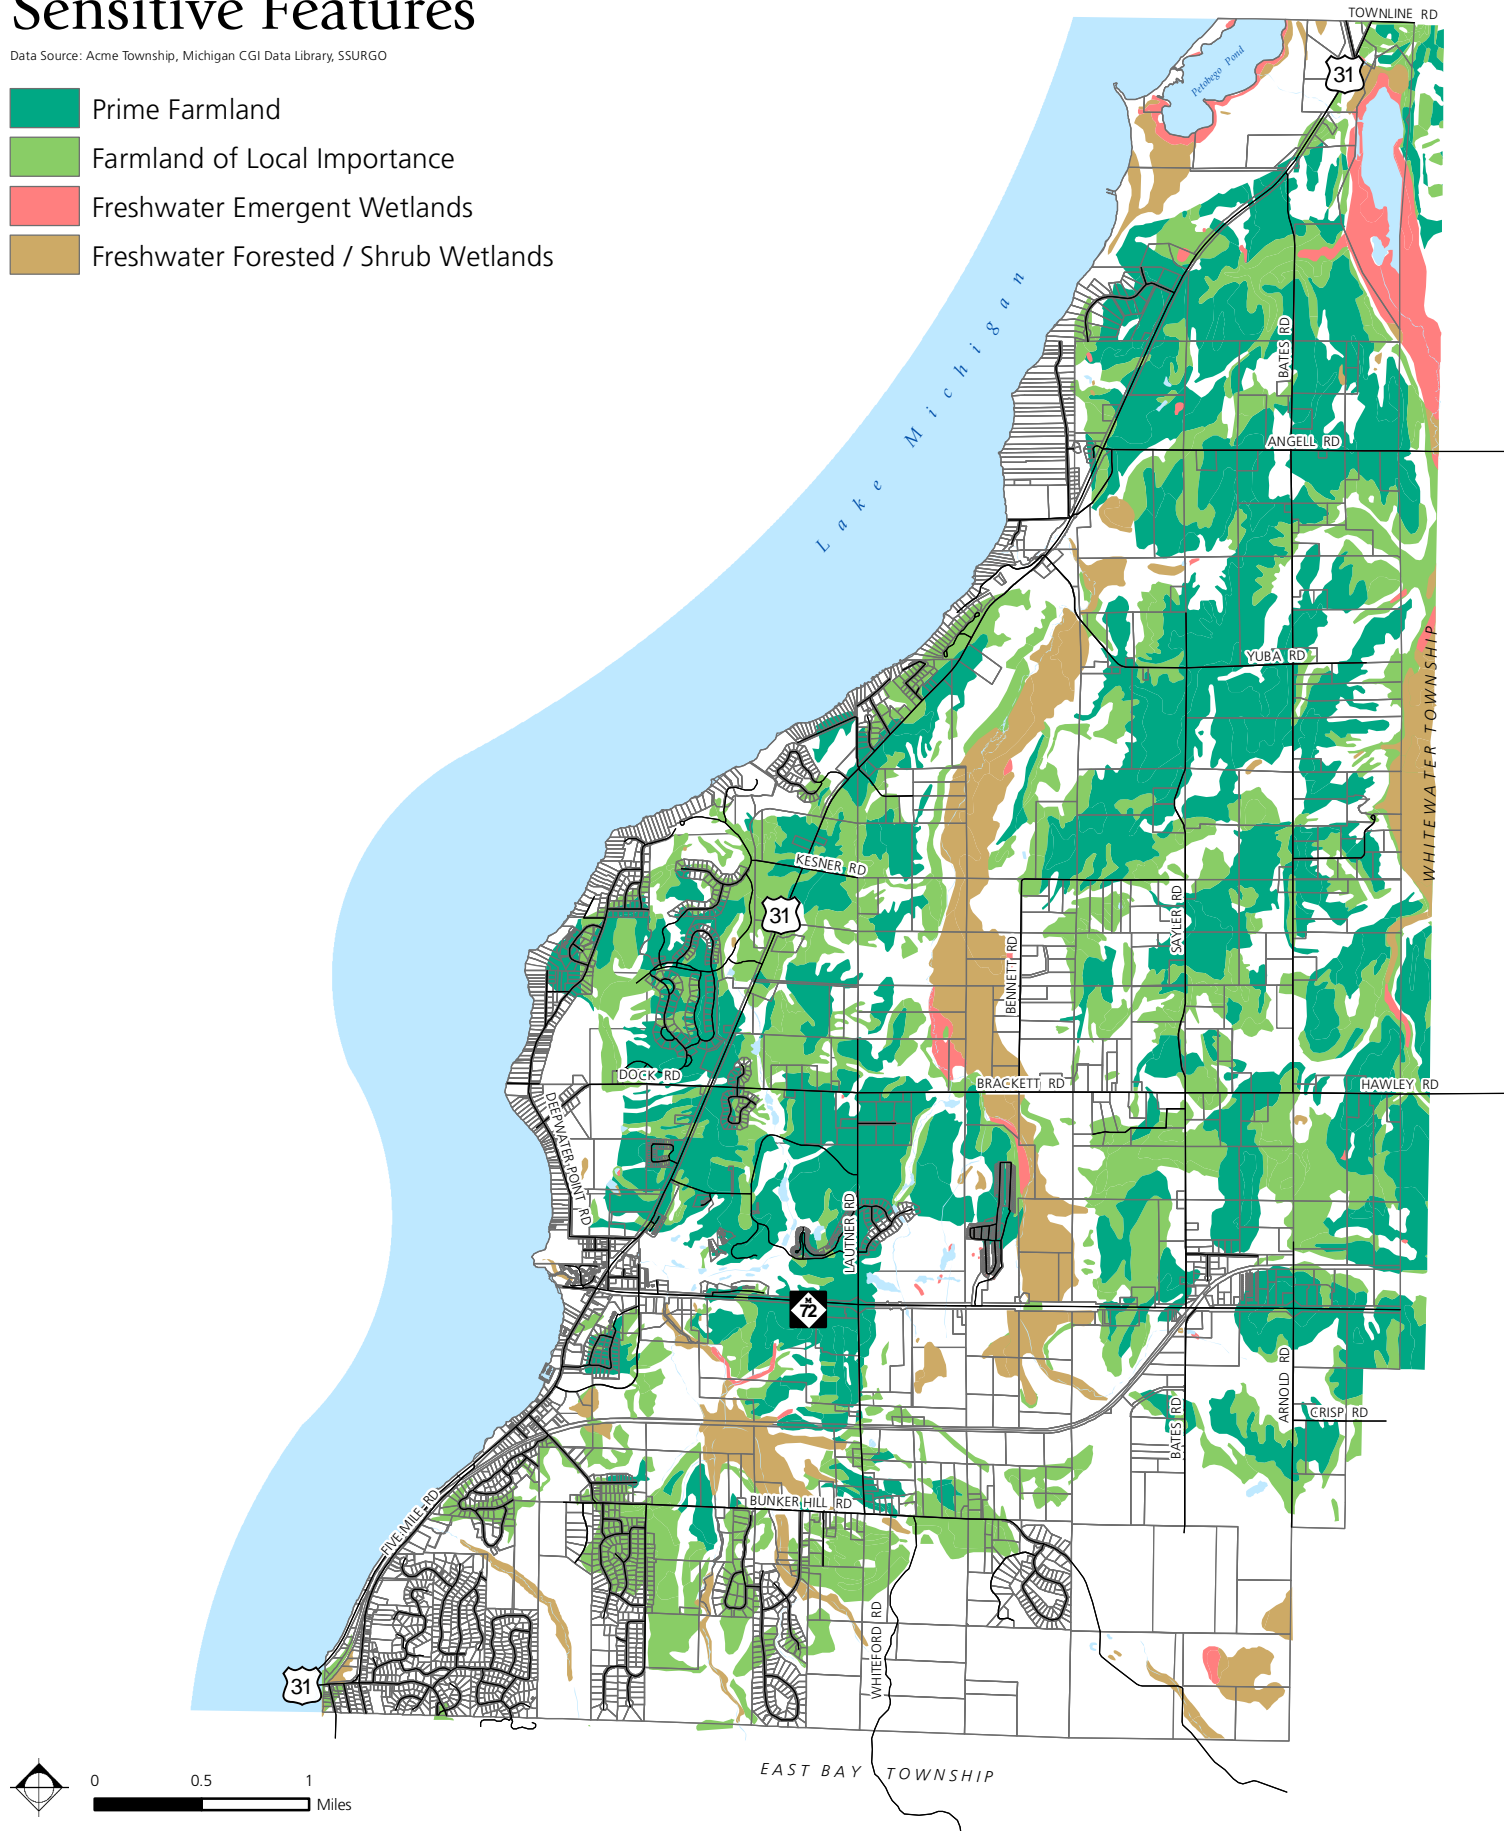 Sensitive Features
Data Source: Acme Township, Michigan CGI Data Library, SSURGO
Prime Farmland
Farmland of Local Importance
Freshwater Emergent Wetlands
Freshwater Forested / Shrub Wetlands
TOWNLINE RD
31
Petobego Pond
Lake Michigan
BATES RD
ANGELL RD
YUBA RD
WHITEWATER TOWNSHIP
KESNER RD
31
SAYLER RD
BENNETT RD
DOCK RD
BRACKETT RD
HAWLEY RD
DEEPWATER POINT RD
LAUTNER RD
M
72
ARNOLD RD
BATES RD
CRISP RD
FIVE MILE RD
BUNKER HILL RD
WHITEFORD RD
31
EAST BAY TOWNSHIP
0 0.5 1
Miles